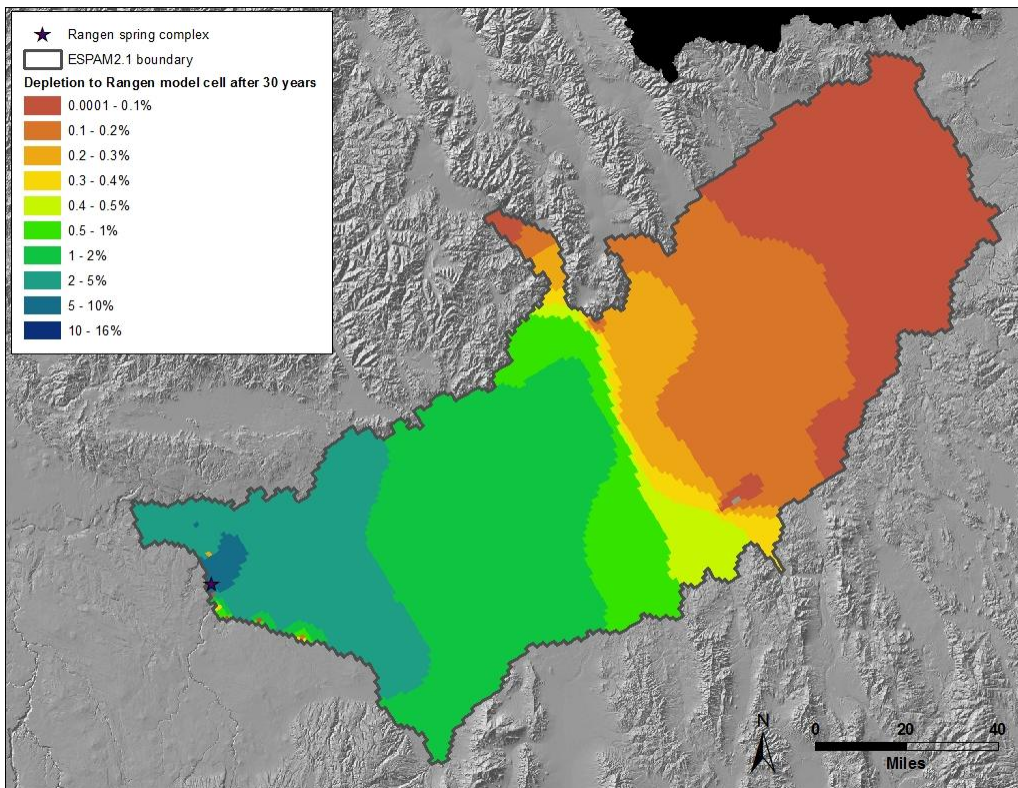 Rangen spring complex
ESPAM2.1 boundary
Depletion to Rangen model cell after 30 years
0.0001 - 0.1%
0.1 - 0.2%
0.2 - 0.3%
0.3 - 0.4%
0.4 - 0.5%
0.5 - 1%
1 - 2%
2 - 5%
5 - 10%
10 - 16%
N
0 20 40
Miles